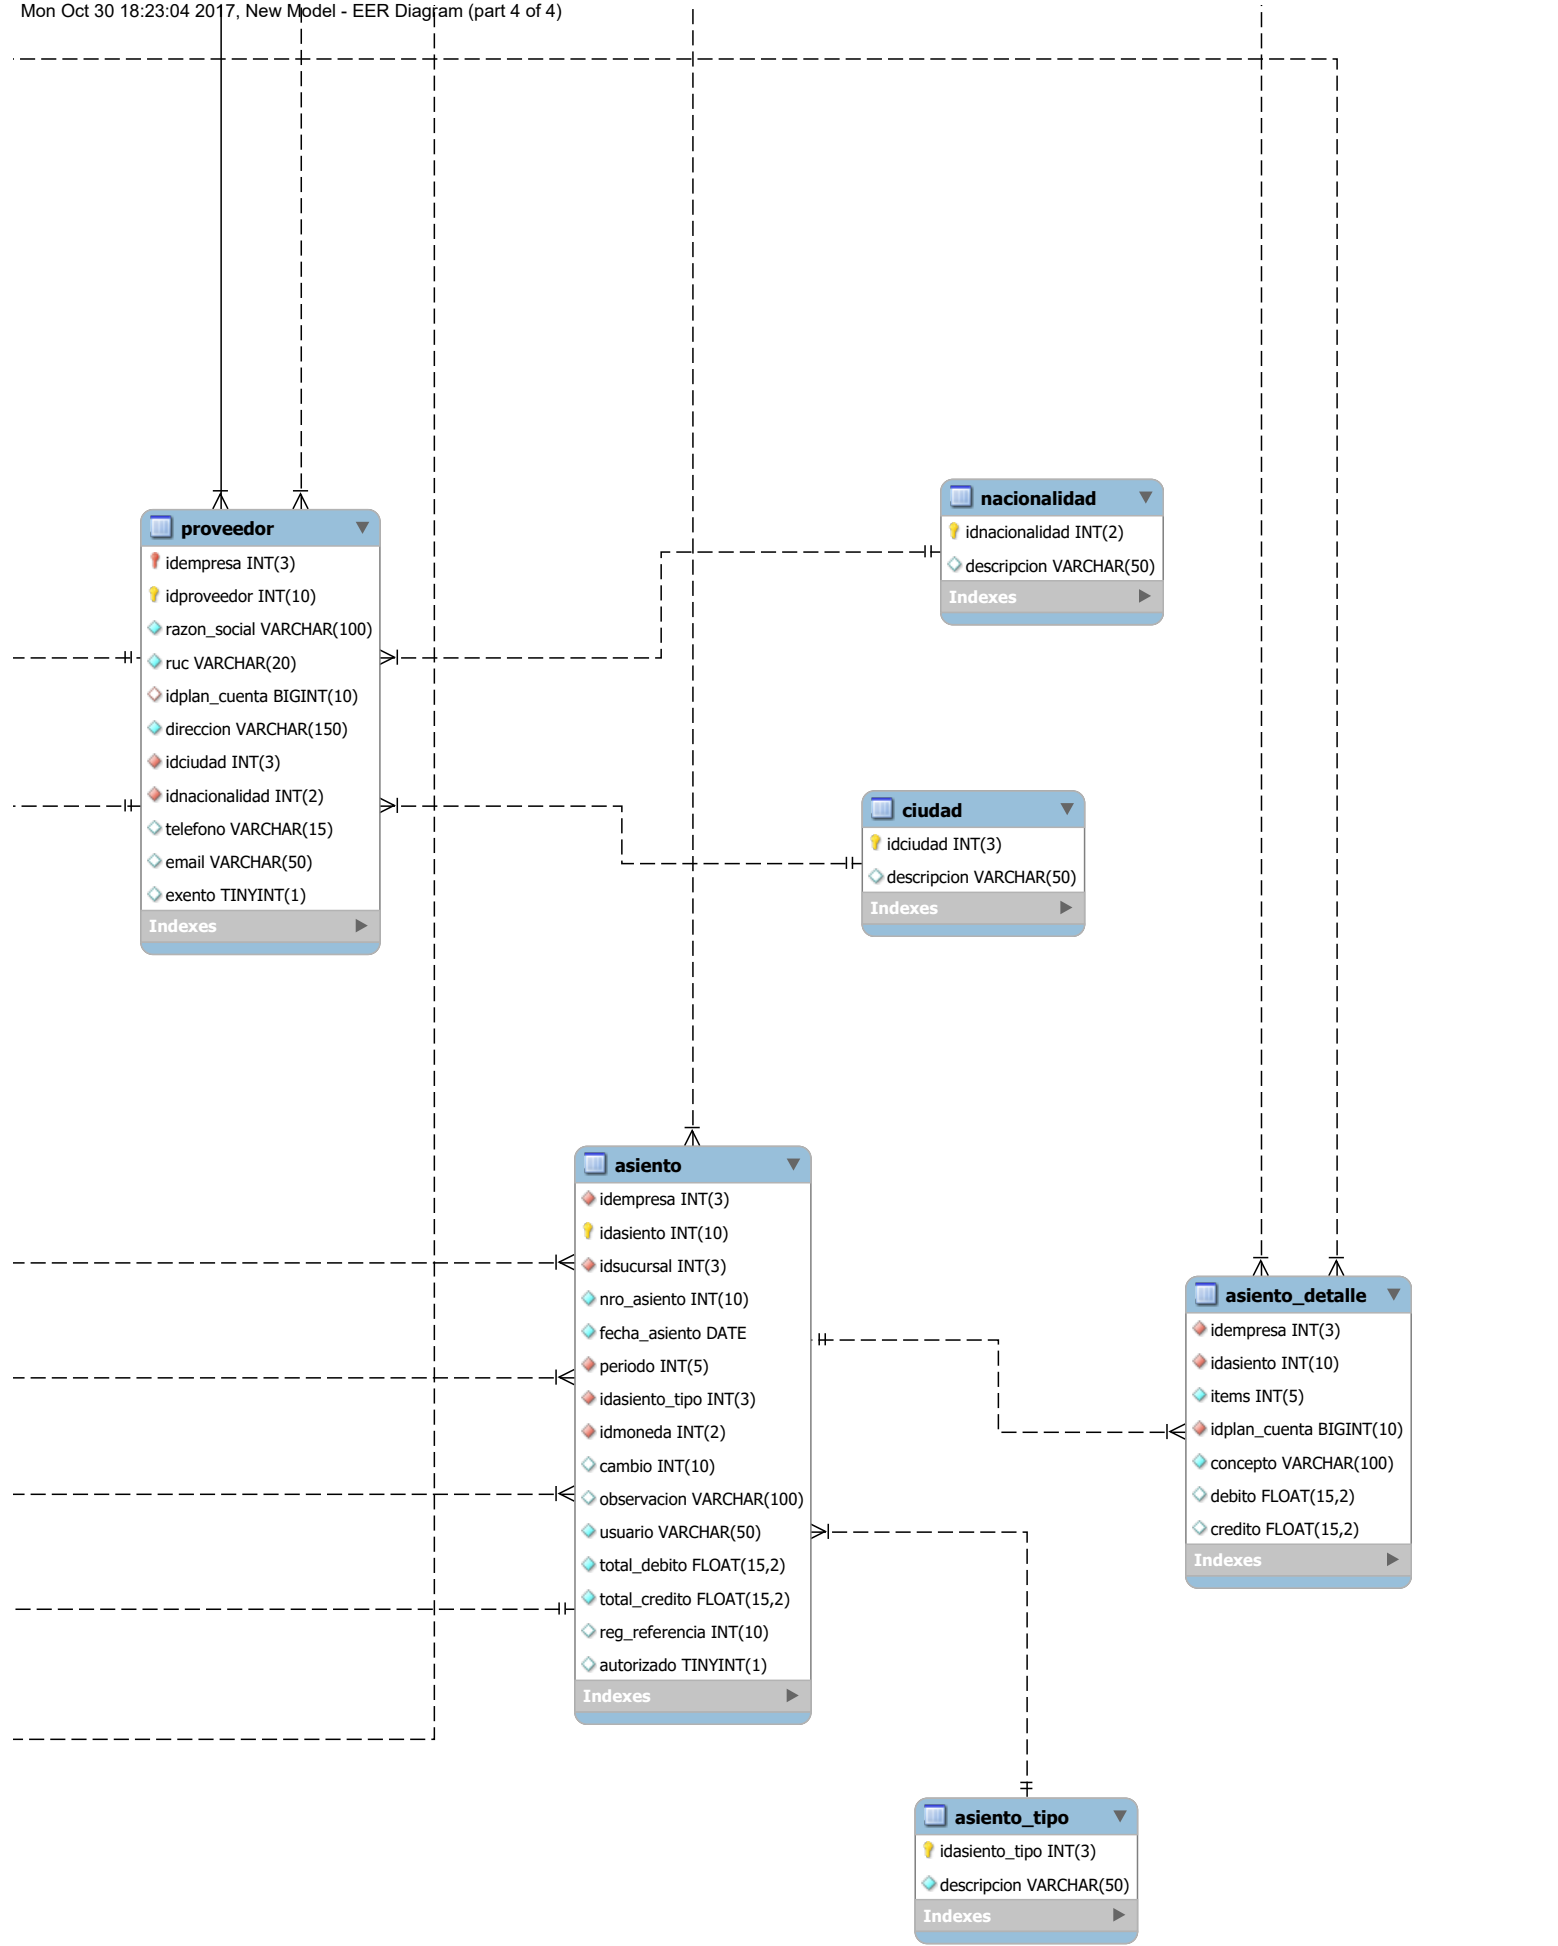 Mon Oct 30 18:23:04 2017, New Model - EER Diagram (part 4 of 4)
proveedor
idempresa INT(3)
idproveedor INT(10)
razon_social VARCHAR(100)
ruc VARCHAR(20)
idplan_cuenta BIGINT(10)
direccion VARCHAR(150)
idciudad INT(3)
idnacionalidad INT(2)
telefono VARCHAR(15)
email VARCHAR(50)
exento TINYINT(1)
Indexes
nacionalidad
idnacionalidad INT(2)
descripcion VARCHAR(50)
Indexes
ciudad
idciudad INT(3)
descripcion VARCHAR(50)
Indexes
asiento
idempresa INT(3)
idasiento INT(10)
idsucursal INT(3)
nro_asiento INT(10)
fecha_asiento DATE
periodo INT(5)
idasiento_tipo INT(3)
idmoneda INT(2)
cambio INT(10)
observacion VARCHAR(100)
usuario VARCHAR(50)
total_debito FLOAT(15,2)
total_credito FLOAT(15,2)
reg_referencia INT(10)
autorizado TINYINT(1)
Indexes
asiento_detalle
idempresa INT(3)
idasiento INT(10)
items INT(5)
idplan_cuenta BIGINT(10)
concepto VARCHAR(100)
debito FLOAT(15,2)
credito FLOAT(15,2)
Indexes
asiento_tipo
idasiento_tipo INT(3)
descripcion VARCHAR(50)
Indexes